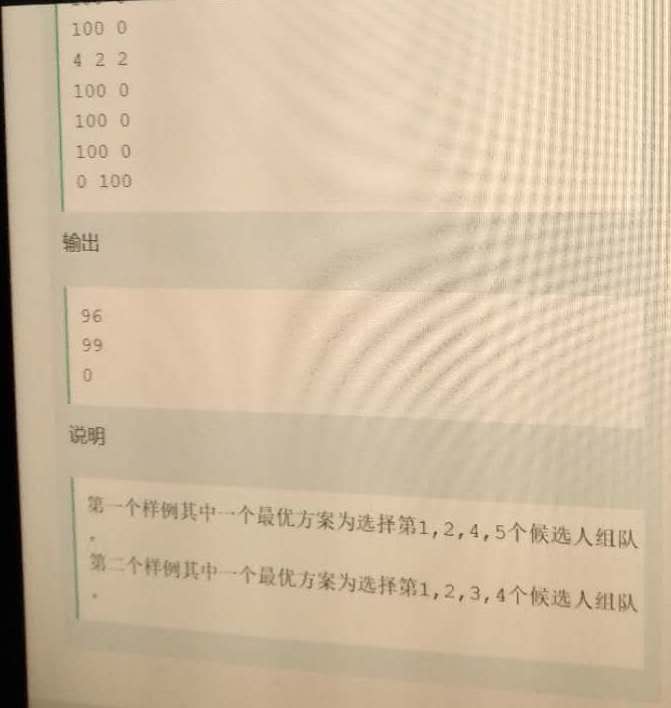 100 0
4 2 2
100 0
100 0
100 0
0 100
输出
96
99
0
说明
第一个样例其中一个最优方案为选择第1,2,4,5个候选人组队
。
第二个样例其中一个最优方案为选择第1,2,3,4个候选人组队
。